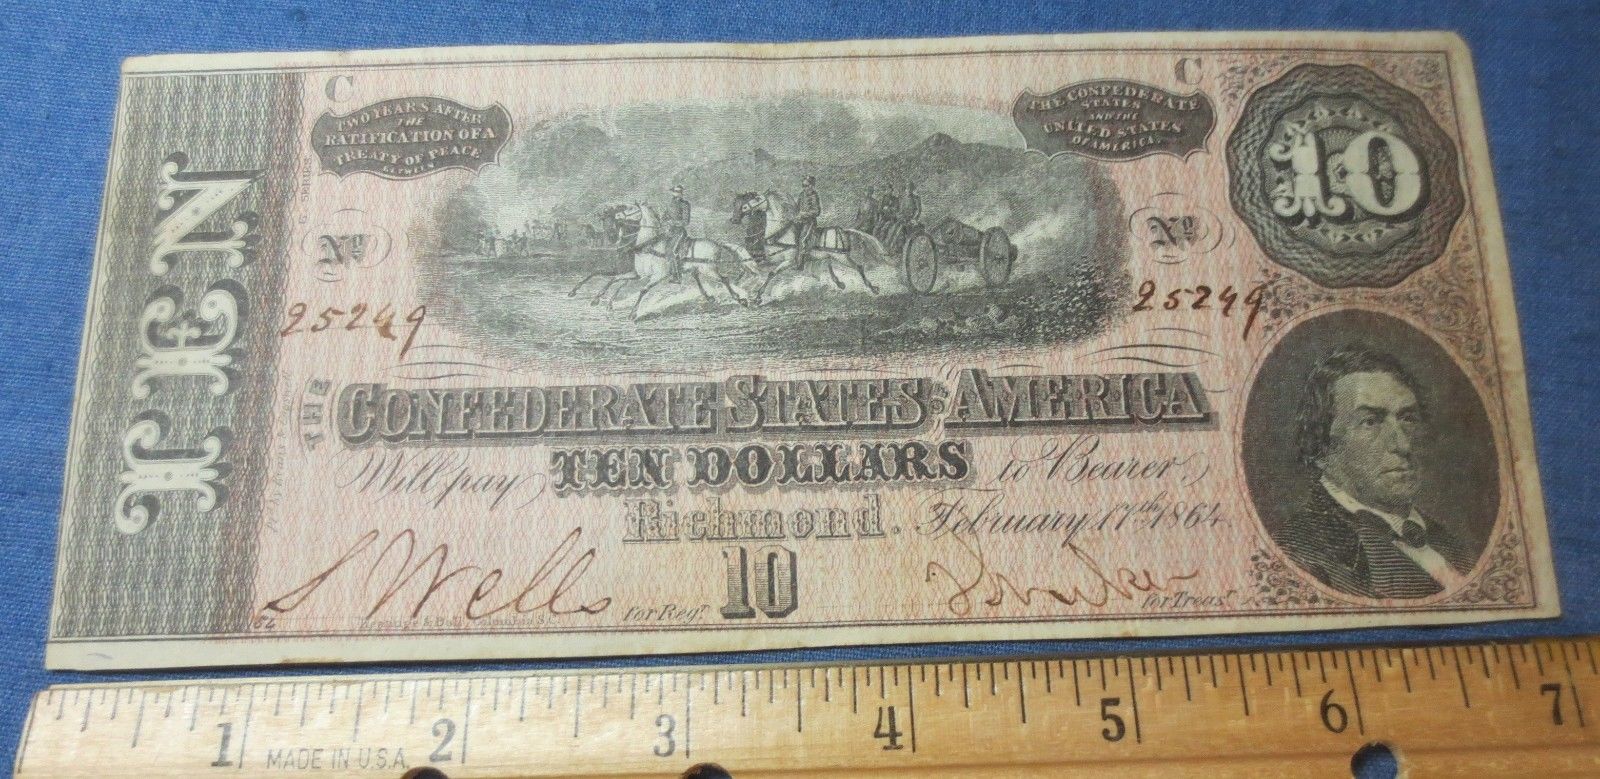 C
C
TWO YEARS AFTER
THE
RATIFICATION OF A
TREATY OF PEACE
BETWEEN
THE CONFEDERATE
STATES
AND THE
UNITED STATES
OF AMERICA.
10
TEN
No
No
25249
25249
THE
CONFEDERATE STATES OF AMERICA
Will pay TEN DOLLARS to Bearer,
Richmond. February 17th 1864.
S Wells for Regr.
10
for Treasr
MADE IN U.S.A.
1 2 3 4 5 6 7